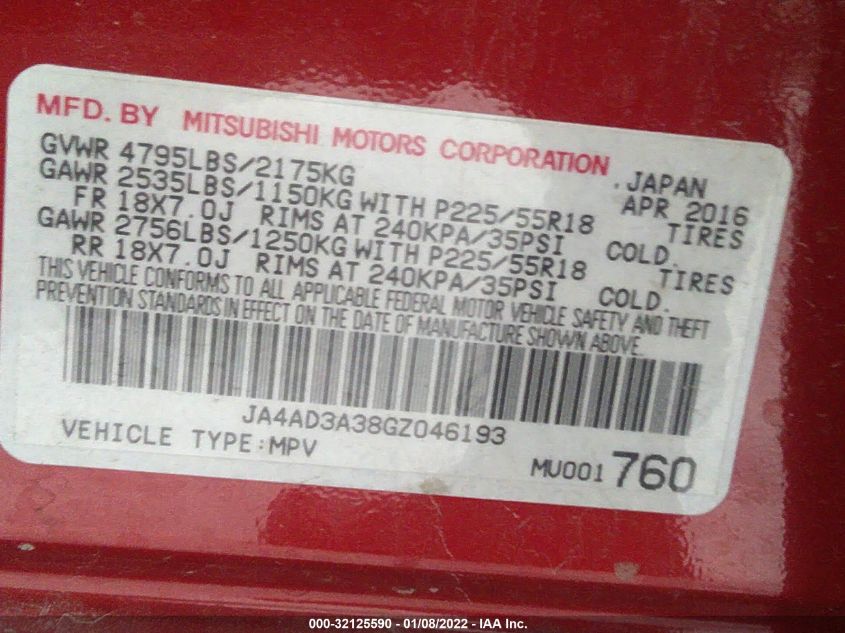 MFD. BY MITSUBISHI MOTORS CORPORATION, JAPAN
GVWR 4795LBS/2175KG APR 2016
GAWR 2535LBS/1150KG WITH P225/55R18 TIRES
FR 18X7.0J RIMS AT 240KPA/35PSI COLD.
GAWR 2756LBS/1250KG WITH P225/55R18 TIRES
RR 18X7.0J RIMS AT 240KPA/35PSI COLD.
THIS VEHICLE CONFORMS TO ALL APPLICABLE FEDERAL MOTOR VEHICLE SAFETY AND THEFT
PREVENTION STANDARDS IN EFFECT ON THE DATE OF MANUFACTURE SHOWN ABOVE.
JA4AD3A38GZ046193
VEHICLE TYPE:MPV MU001 760
000-32125590 - 01/08/2022 - IAA Inc.